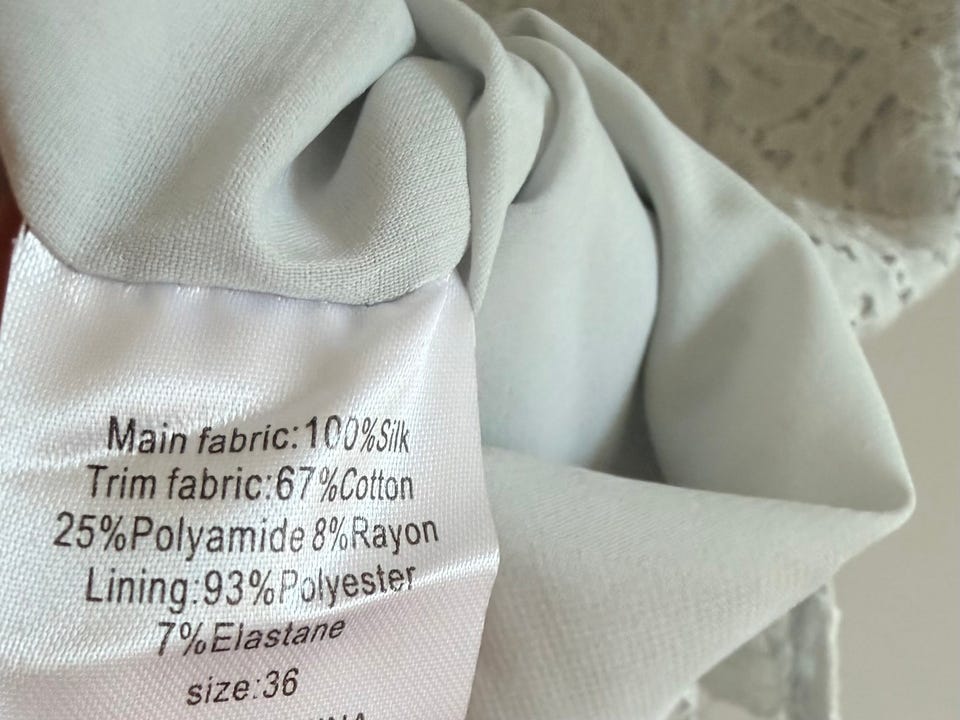 Main fabric:100%Silk
Trim fabric:67%Cotton
25%Polyamide 8%Rayon
Lining:93%Polyester
7%Elastane
size:36